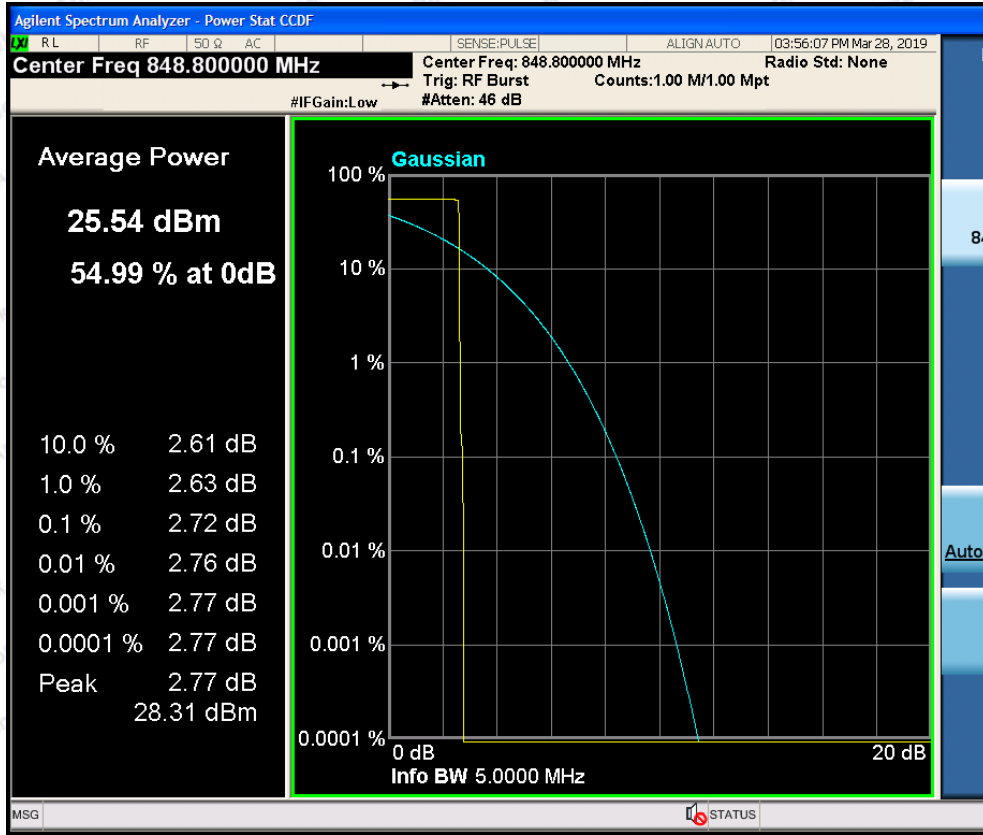 Agilent Spectrum Analyzer - Power Stat CCDF
LXI RL RF 50 Ω AC SENSE:PULSE ALIGN AUTO 03:56:07 PM Mar 28, 2019
Center Freq 848.800000 MHz
Center Freq: 848.800000 MHz Radio Std: None
Trig: RF Burst Counts:1.00 M/1.00 Mpt
#IFGain:Low #Atten: 46 dB
Average Power
25.54 dBm
54.99 % at 0dB
10.0 % 2.61 dB
1.0 % 2.63 dB
0.1 % 2.72 dB
0.01 % 2.76 dB
0.001 % 2.77 dB
0.0001 % 2.77 dB
Peak 2.77 dB
28.31 dBm
Gaussian
100 %
10 %
1 %
0.1 %
0.01 %
0.001 %
0.0001 %
0 dB 20 dB
Info BW 5.0000 MHz
Auto
MSG STATUS